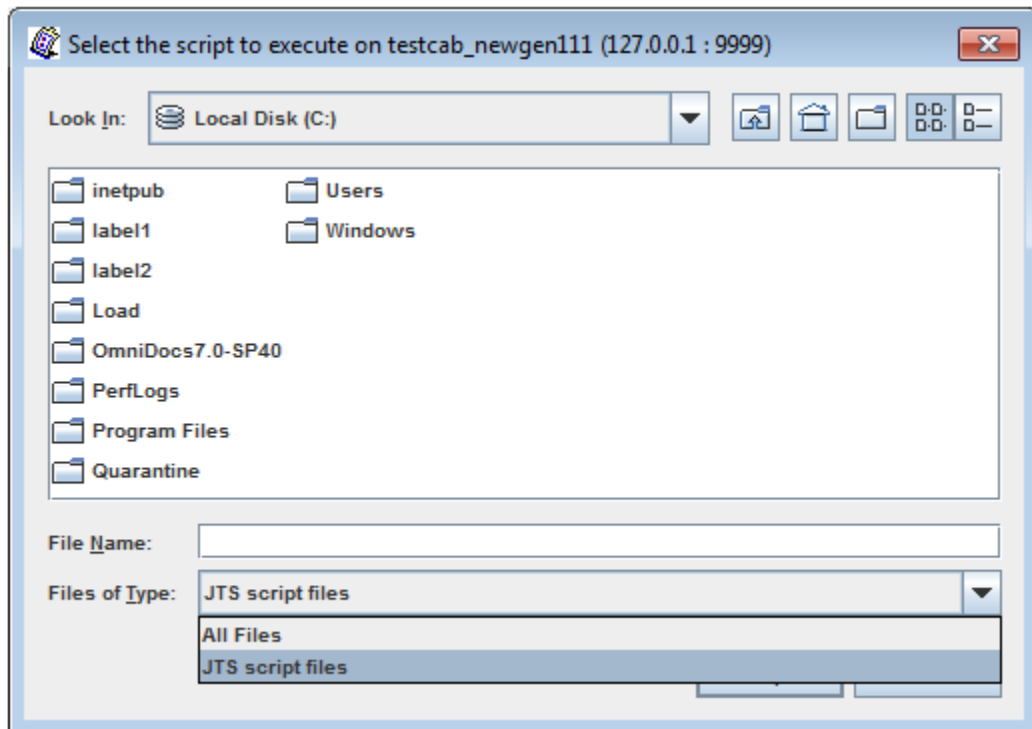 Select the script to execute on testcab_newgen111 (127.0.0.1 : 9999)
Look In: Local Disk (C:)
inetpub Users
label1 Windows
label2
Load
OmniDocs7.0-SP40
PerfLogs
Program Files
Quarantine
File Name:
Files of Type: JTS script files
All Files
JTS script files